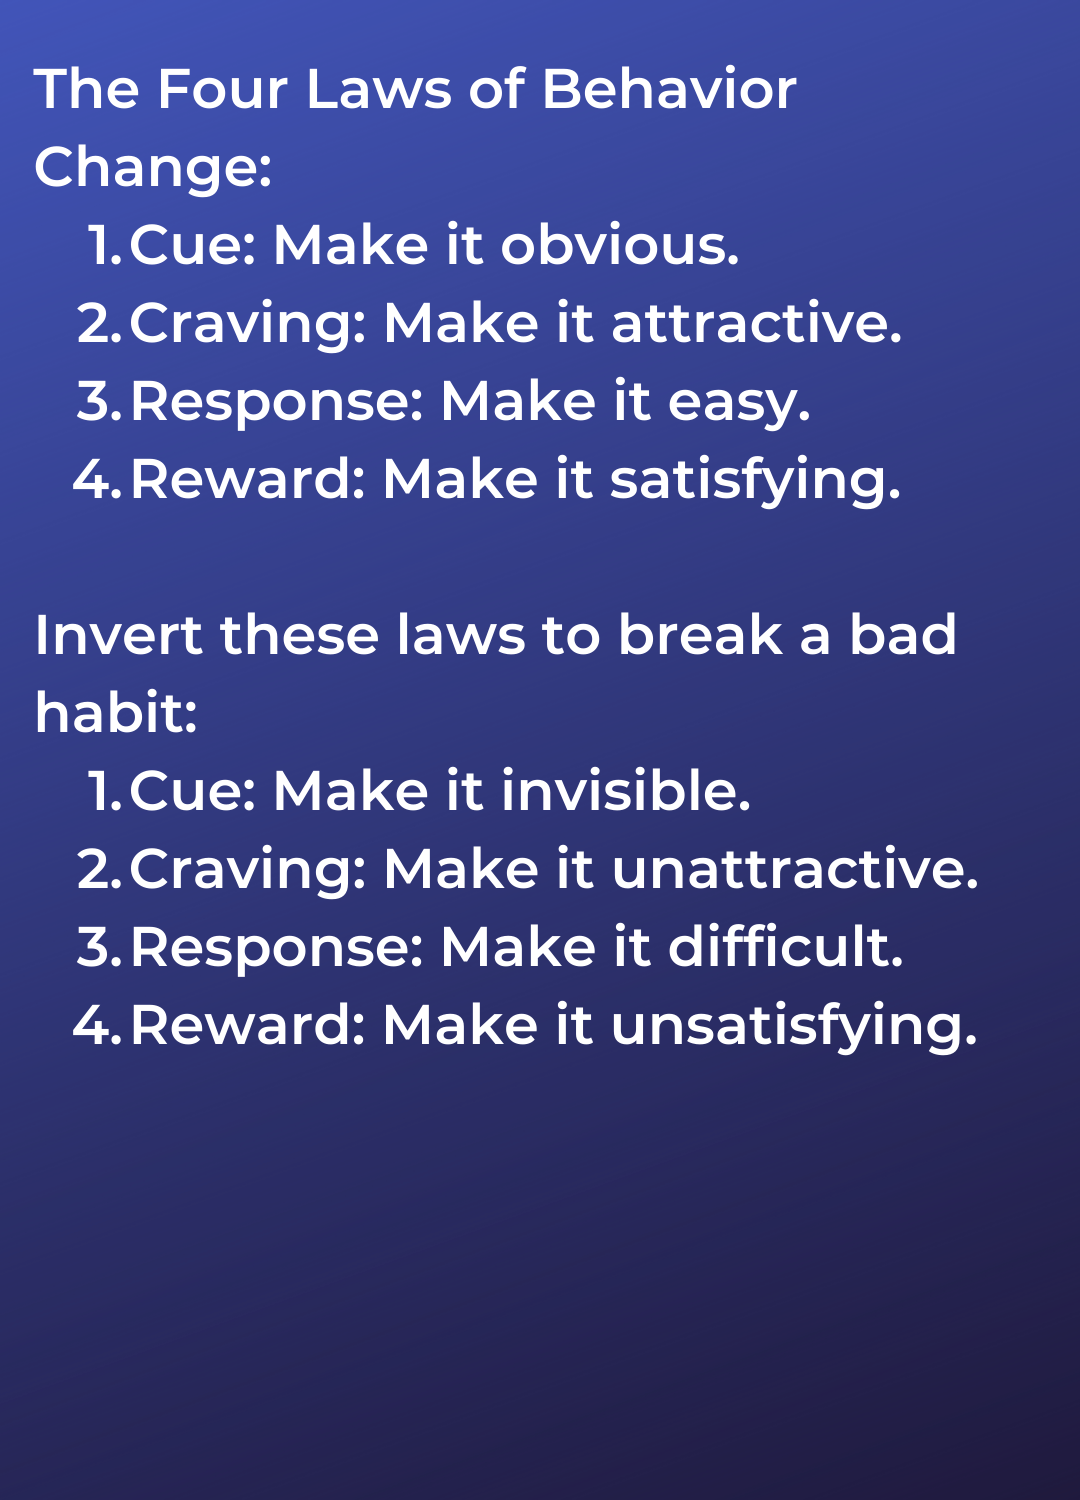 The Four Laws of Behavior
Change:
1. Cue: Make it obvious.
2. Craving: Make it attractive.
3. Response: Make it easy.
4. Reward: Make it satisfying.
Invert these laws to break a bad
habit:
1. Cue: Make it invisible.
2. Craving: Make it unattractive.
3. Response: Make it difficult.
4. Reward: Make it unsatisfying.